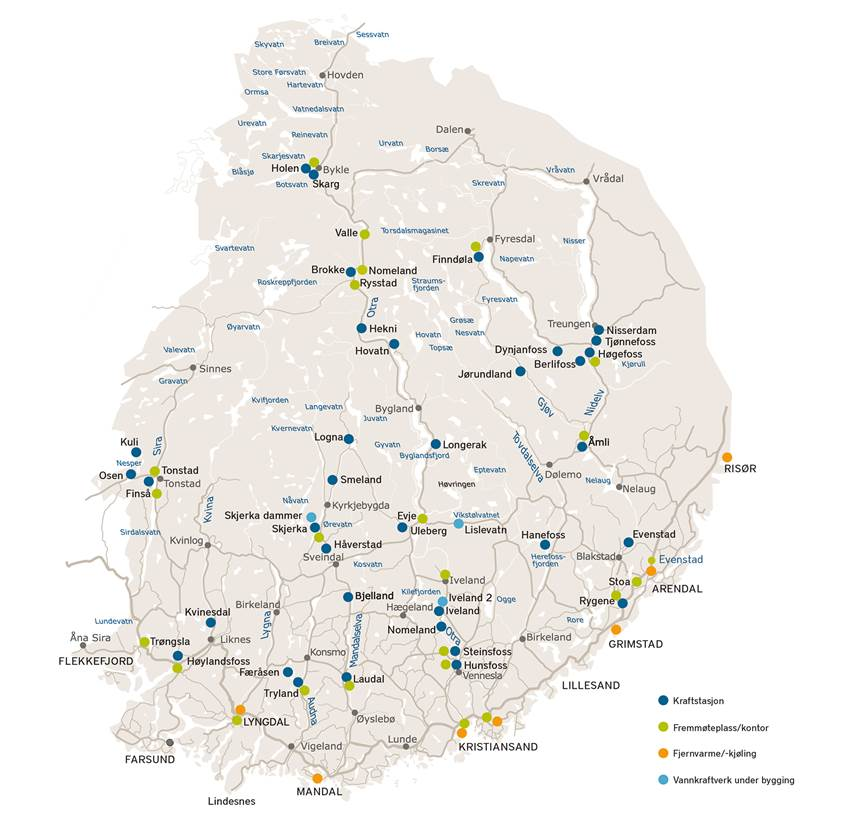 Sessvatn
Skyvatn
Breivatn
Store Førsvatn
Hovden
Hartevatn
Ormsa
Vatnedalsvatn
Urevatn
Reinevatn
Dalen
Urvatn
Borsæ
Skarjesvatn
Blåsjø
Holen
Bykle
Botsvatn
Skarg
Skrevatn
Vråvatn
Vrådal
Valle
Torsdalsmagasinet
Svartevatn
Fyresdal
Nisser
Finndøla
Napevatn
Brokke
Nomeland
Roskreppfjorden
Rysstad
Straums-
fjorden
Otra
Fyresvatn
Øyarvatn
Hekni
Grøsæ
Treungen
Nisserdam
Hovatn
Nesvatn
Tjønnefoss
Valevatn
Hovatn
Topsæ
Dynjanfoss
Høgefoss
Sinnes
Berlifoss
Kjørull
Gravatn
Jørundland
Kvifjorden
Langevatn
Bygland
Gjøv
Nidelv
Juvatn
Kvernevatn
Kuli
Sira
Logna
Gyvatn
Longerak
Tovdalselva
Åmli
Byglandsfjord
Nesper
Tonstad
Eptevatn
Dølemo
RISØR
Osen
Tonstad
Smeland
Høvringen
Nelaug
Nelaug
Finså
Kvina
Nåvatn
Kyrkjebygda
Skjerka dammer
Evje
Vikstølvatnet
Skjerka
Ørevatn
Uleberg
Lislevatn
Sirdalsvatn
Kvinlog
Håverstad
Hanefoss
Evenstad
Sveindal
Herefoss-
fjorden
Blakstad
Evenstad
Kosvatn
Iveland
Stoa
ARENDAL
Kilefjorden
Iveland 2
Ogge
Bjelland
Rygene
Birkeland
Hægeland
Iveland
Kvinesdal
Rore
Lundevatn
Lygna
Mandalselva
Nomeland
Otra
Åna Sira
Trøngsla
Liknes
Birkeland
GRIMSTAD
Konsmo
Steinsfoss
FLEKKEFJORD
Høylandsfoss
Hunsfoss
Feråsen
Vennesla
Laudal
LILLESAND
Tryland
Audna
Kraftstasjon
LYNGDAL
Øyslebø
Fremmøteplass/kontor
Vigeland
Lunde
KRISTIANSAND
Fjernvarme/-kjøling
FARSUND
Vannkraftverk under bygging
MANDAL
Lindesnes